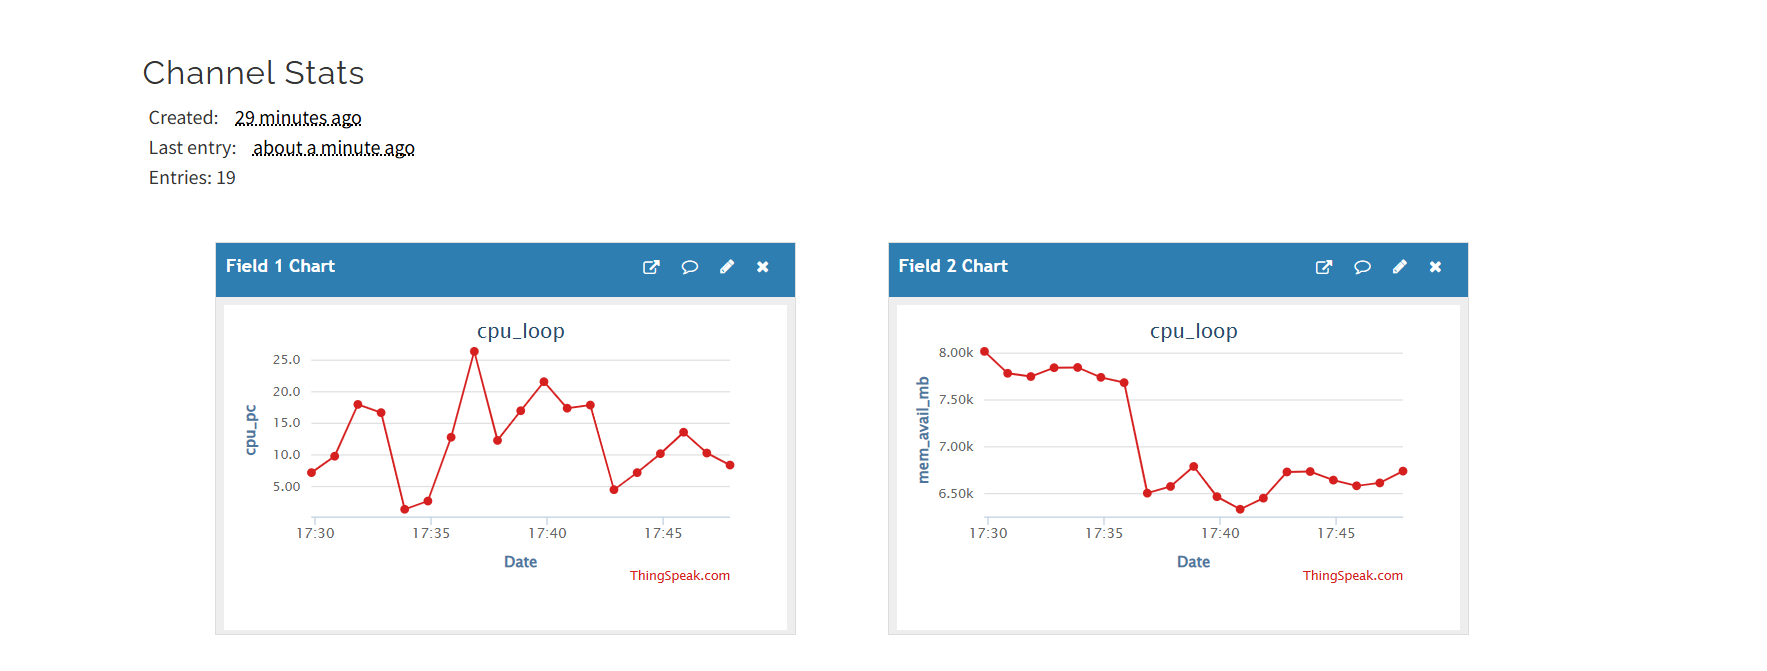 Channel Stats
Created: 29 minutes ago
Last entry: about a minute ago
Entries: 19
Field 1 Chart
cpu_loop
cpu_pc
25.0
20.0
15.0
10.0
5.00
17:30 17:35 17:40 17:45
Date
ThingSpeak.com
Field 2 Chart
cpu_loop
mem_avail_mb
8.00k
7.50k
7.00k
6.50k
17:30 17:35 17:40 17:45
Date
ThingSpeak.com